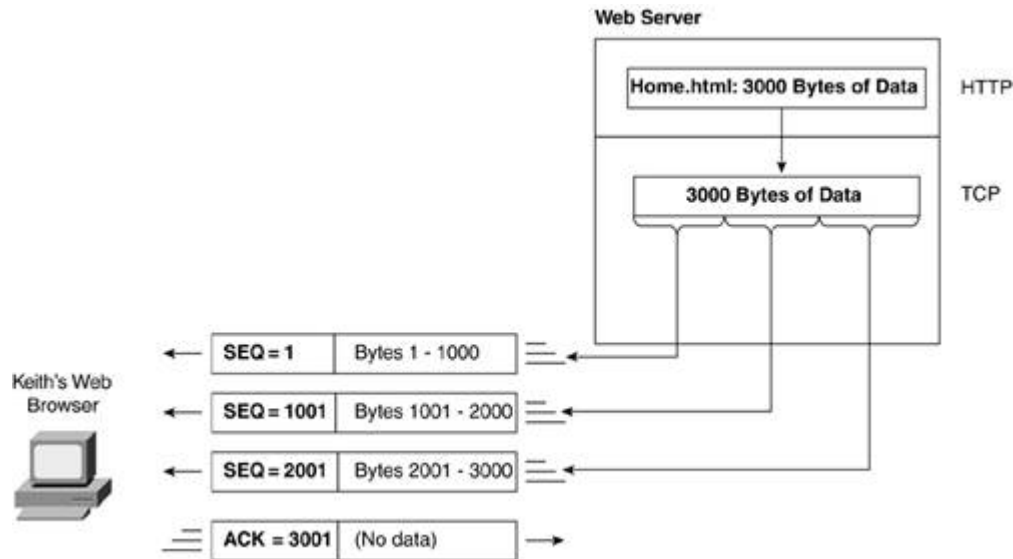 Web Server
Home.html: 3000 Bytes of Data
HTTP
3000 Bytes of Data
TCP
SEQ = 1
Bytes 1 - 1000
Keith's Web
Browser
SEQ = 1001
Bytes 1001 - 2000
SEQ = 2001
Bytes 2001 - 3000
ACK = 3001
(No data)